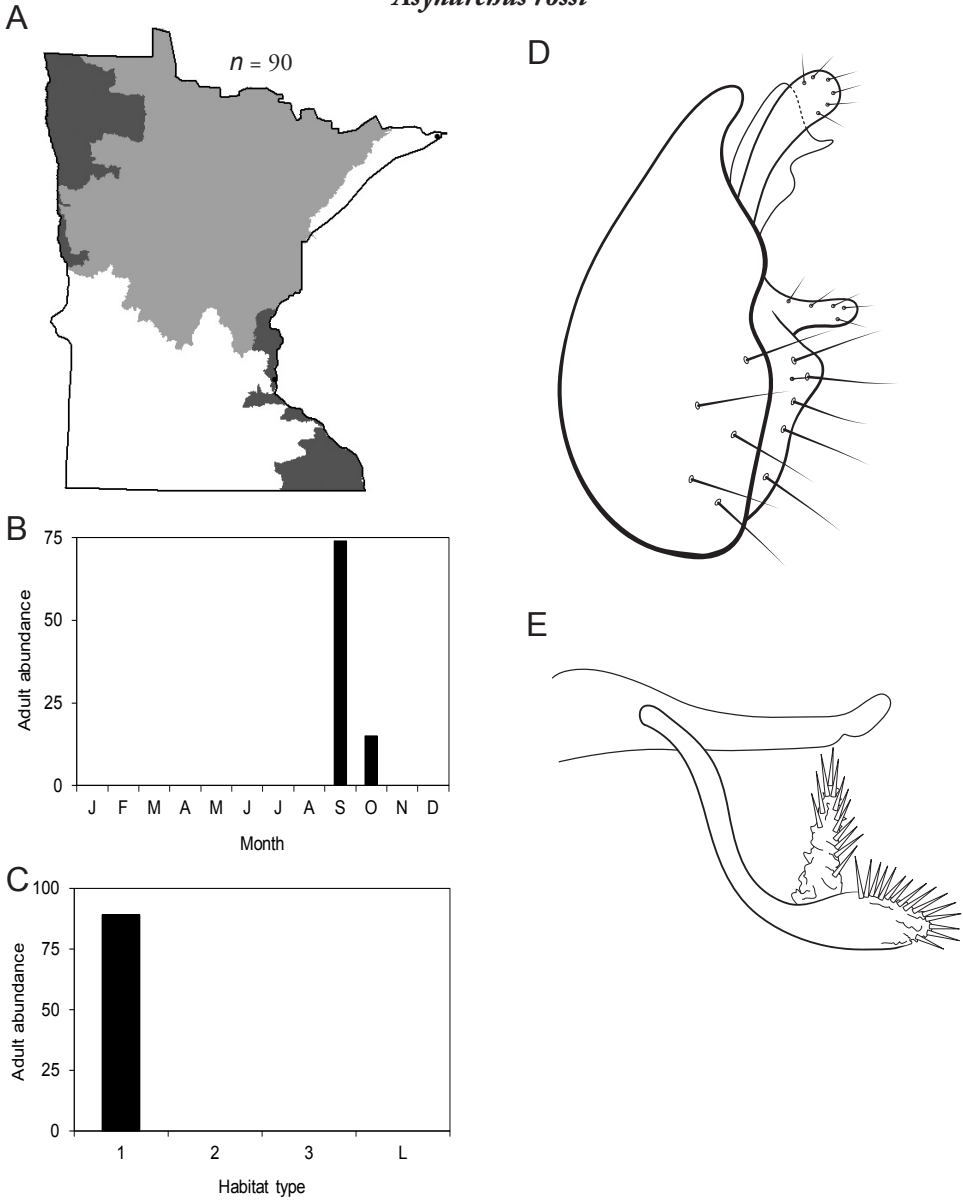 Asynarchus rossi
A
n = 90
B
75
50
25
0
Adult abundance
J F M A M J J A S O N D
Month
C
100
75
50
25
0
Adult abundance
1 2 3 L
Habitat type
D
E